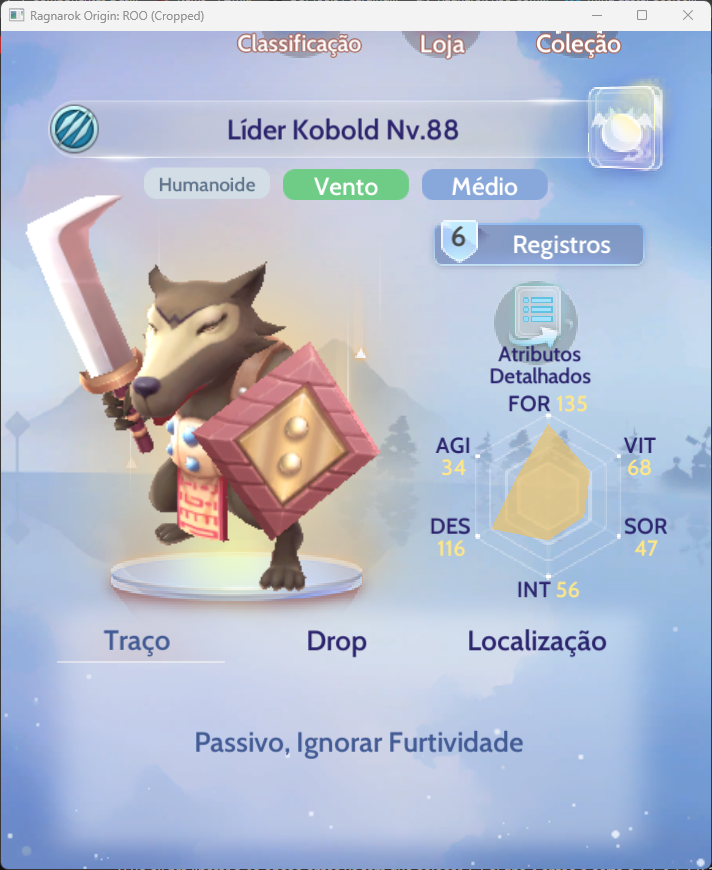 Ragnarok Origin: ROO (Cropped)
Classificação
Loja
Coleção
Líder Kobold Nv.88
Humanoide
Vento
Médio
6
Registros
Atributos
Detalhados
FOR 135
AGI
34
VIT
68
DES
116
SOR
47
INT 56
Traço
Drop
Localização
Passivo, Ignorar Furtividade